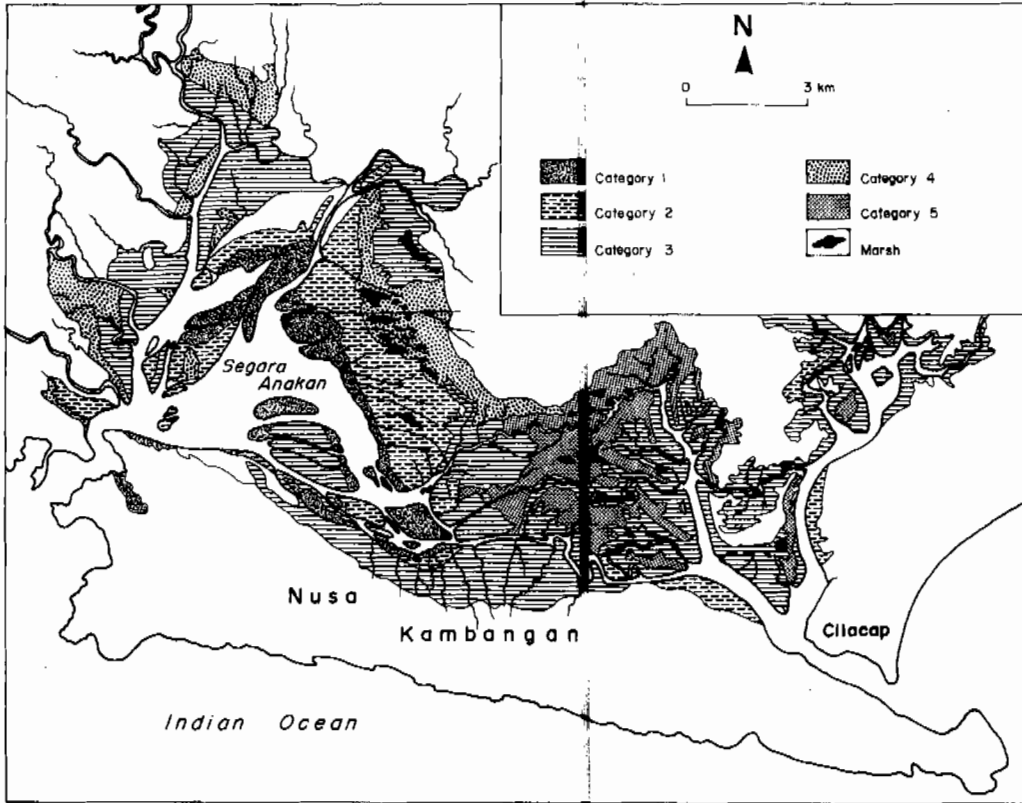 N
0 3 km
Category 1
Category 2
Category 3
Category 4
Category 5
Marsh
Segara
Anakan
Nusa
Kambangan
Cilacap
Indian Ocean